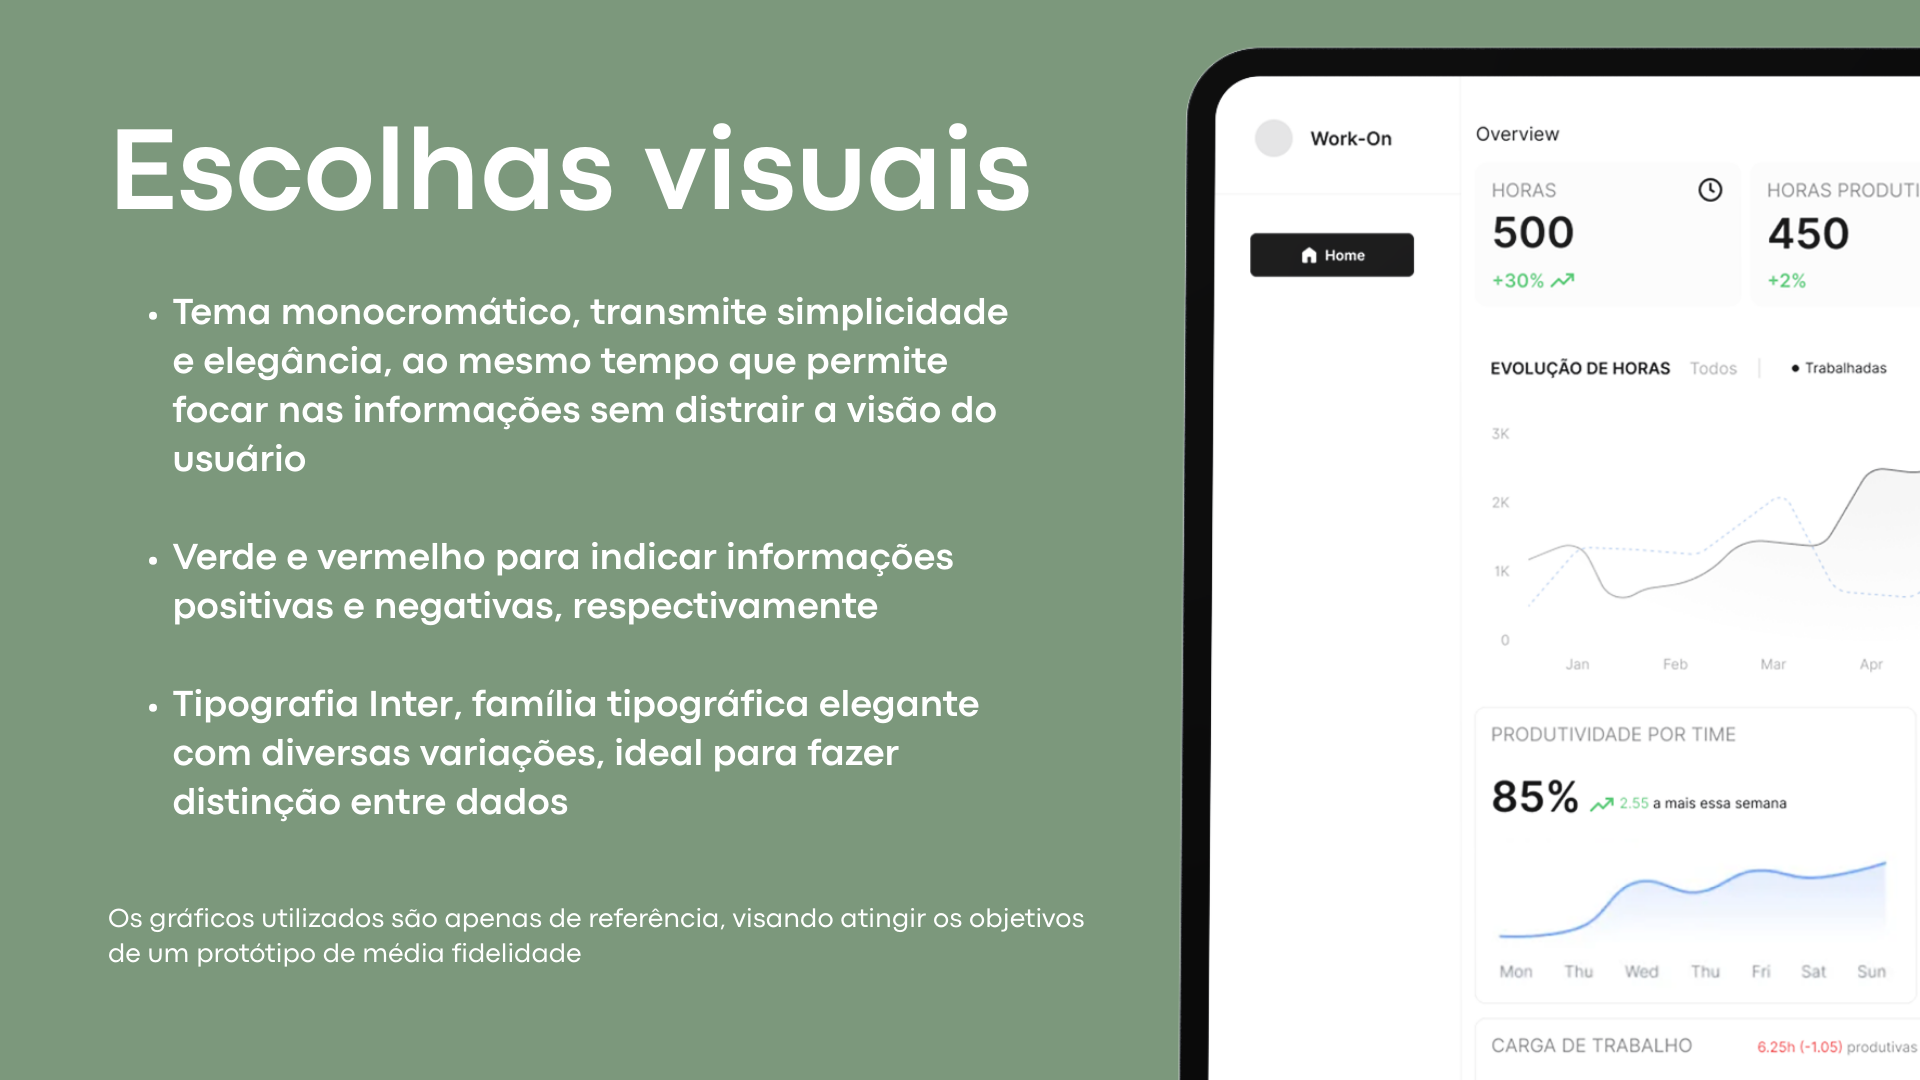 Escolhas visuais
Tema monocromático, transmite simplicidade
e elegância, ao mesmo tempo que permite
focar nas informações sem distrair a visão do
usuário
Verde e vermelho para indicar informações
positivas e negativas, respectivamente
Tipografia Inter, família tipográfica elegante
com diversas variações, ideal para fazer
distinção entre dados
Os gráficos utilizados são apenas de referência, visando atingir os objetivos
de um protótipo de média fidelidade
Work-On
Home
Overview
HORAS
500
+30%
HORAS PRODUTI
450
+2%
EVOLUÇÃO DE HORAS Todos | • Trabalhadas
3K
2K
1K
0
Jan Feb Mar Apr
PRODUTIVIDADE POR TIME
85% 2.55 a mais essa semana
Mon Thu Wed Thu Fri Sat Sun
CARGA DE TRABALHO 6.25h (-1.05) produtivas